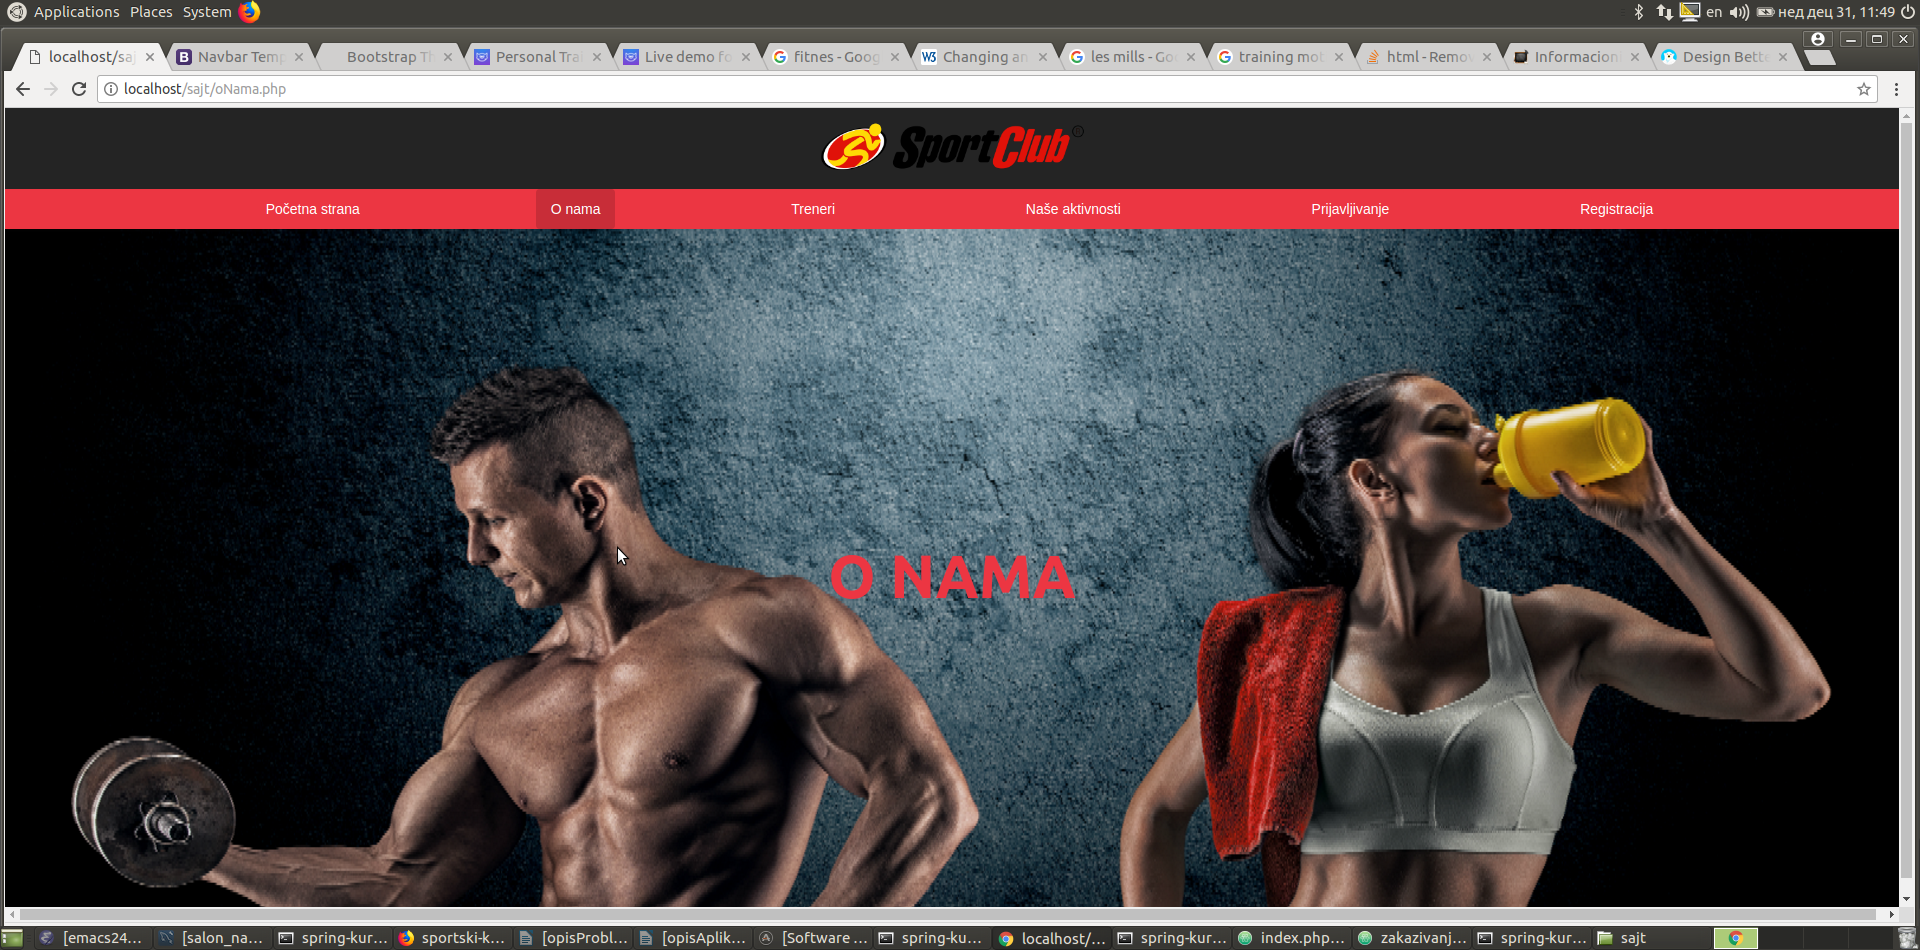 Applications Places System en нед дец 31, 11:49
localhost/saj Navbar Temp Bootstrap Th Personal Trai Live demo fo fitnes - Goog Changing an les mills - Go training mot html - Remov Informacion Design Bette
localhost/sajt/oNama.php
SportClub®
Početna strana O nama Treneri Naše aktivnosti Prijavljivanje Registracija
O NAMA
[emacs24... [salon_na... spring-kur... sportski-k... [opisProbl... [opisAplik... [Software ... spring-ku... localhost/... spring-kur... index.php... zakazivanj... spring-kur... sajt